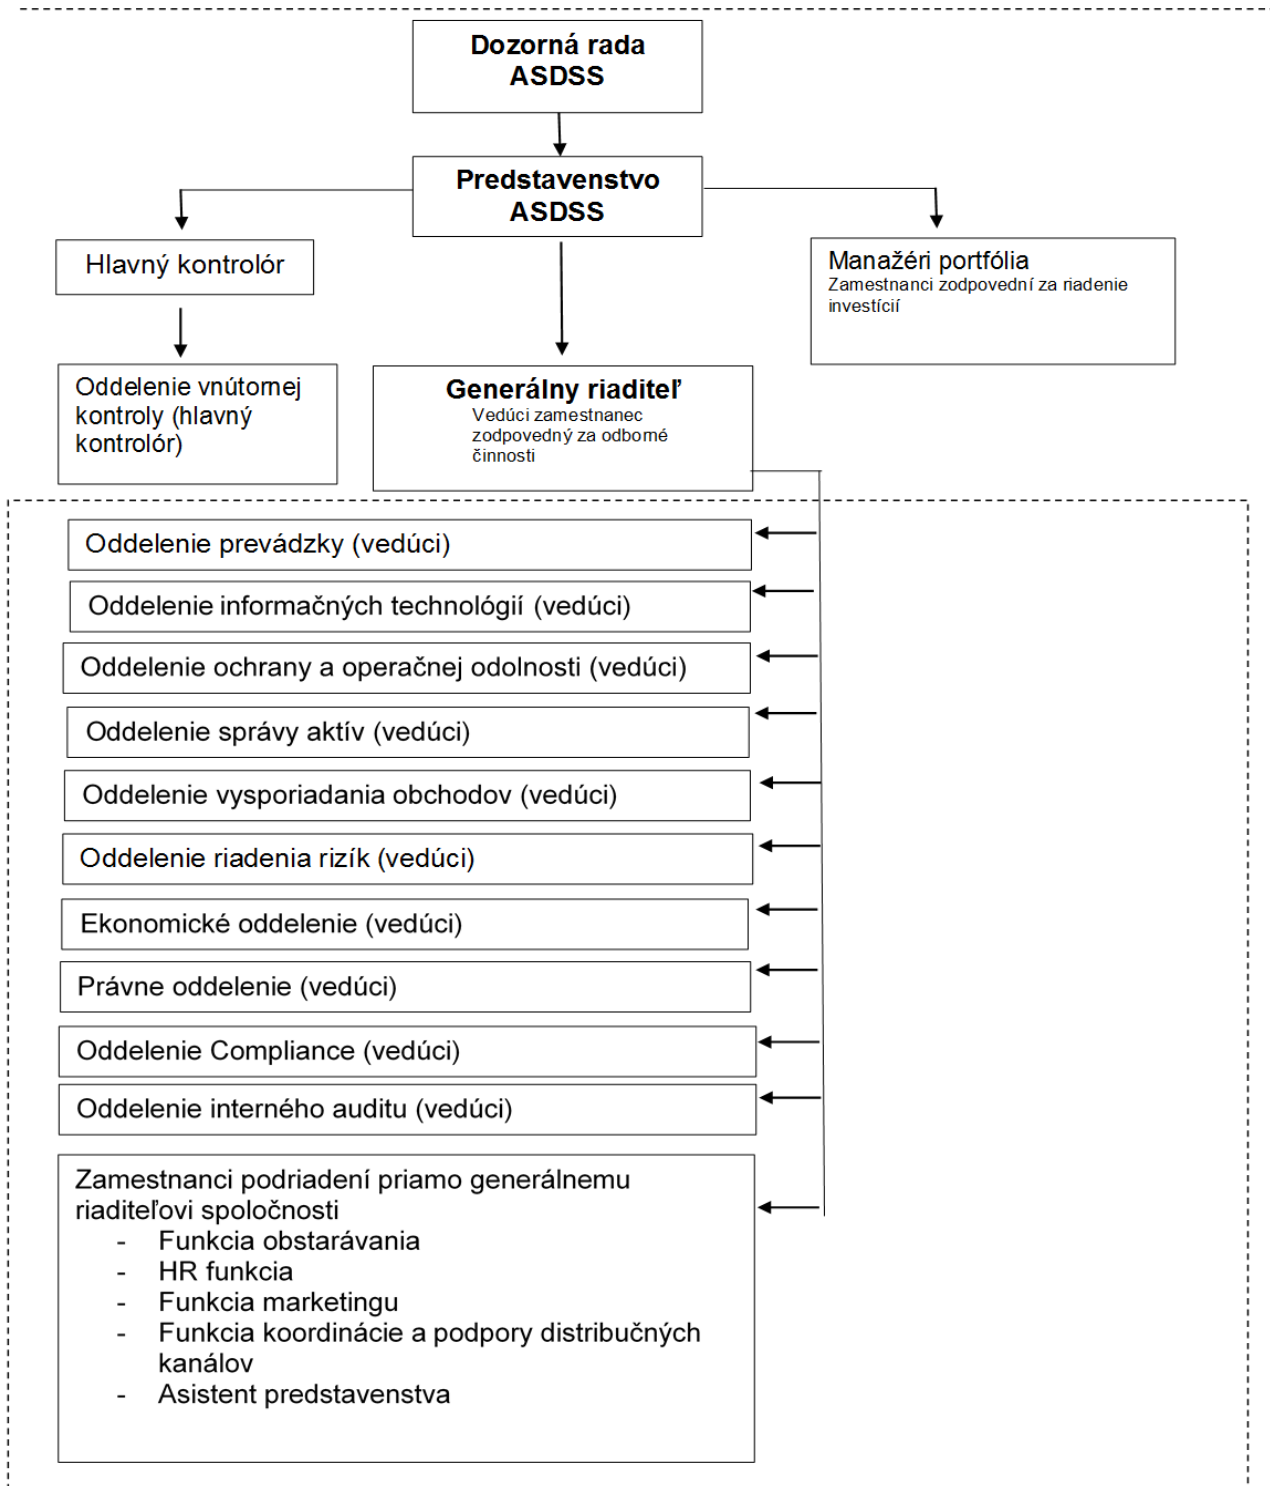 Dozorná rada
ASDSS
Predstavenstvo
ASDSS
Hlavný kontrolór
Manažéri portfólia
Zamestnanci zodpovední za riadenie
investícií
Oddelenie vnútornej
kontroly (hlavný
kontrolór)
Generálny riaditeľ
Vedúci zamestnanec
zodpovedný za odborné
činnosti
Oddelenie prevádzky (vedúci)
Oddelenie informačných technológií (vedúci)
Oddelenie ochrany a operačnej odolnosti (vedúci)
Oddelenie správy aktív (vedúci)
Oddelenie vysporiadania obchodov (vedúci)
Oddelenie riadenia rizík (vedúci)
Ekonomické oddelenie (vedúci)
Právne oddelenie (vedúci)
Oddelenie Compliance (vedúci)
Oddelenie interného auditu (vedúci)
Zamestnanci podriadení priamo generálnemu
riaditeľovi spoločnosti
- Funkcia obstarávania
- HR funkcia
- Funkcia marketingu
- Funkcia koordinácie a podpory distribučných
kanálov
- Asistent predstavenstva